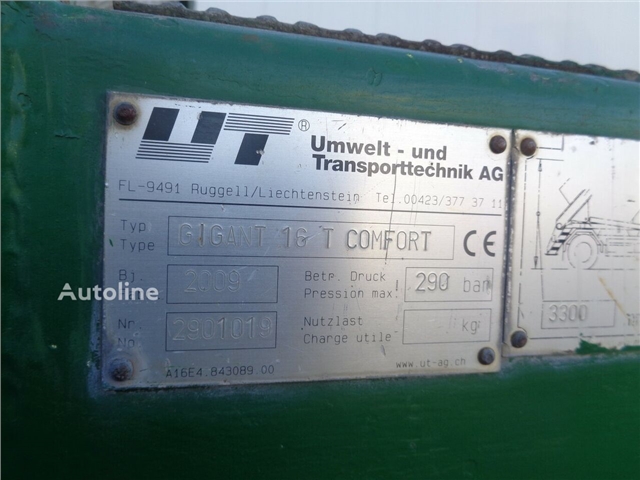 UT®
Umwelt - und
Transporttechnik AG
FL-9491 Ruggell/Liechtenstein Tel.00423/377 37 11
Typ
Type GIGANT 16 T COMFORT CE
Bj. 2009 Betr. Druck
Pression max. 290 bar
Nr.
No. 2901019 Nutzlast
Charge utile kg
A16E4.843089.00 www.ut-ag.ch
3300
Autoline